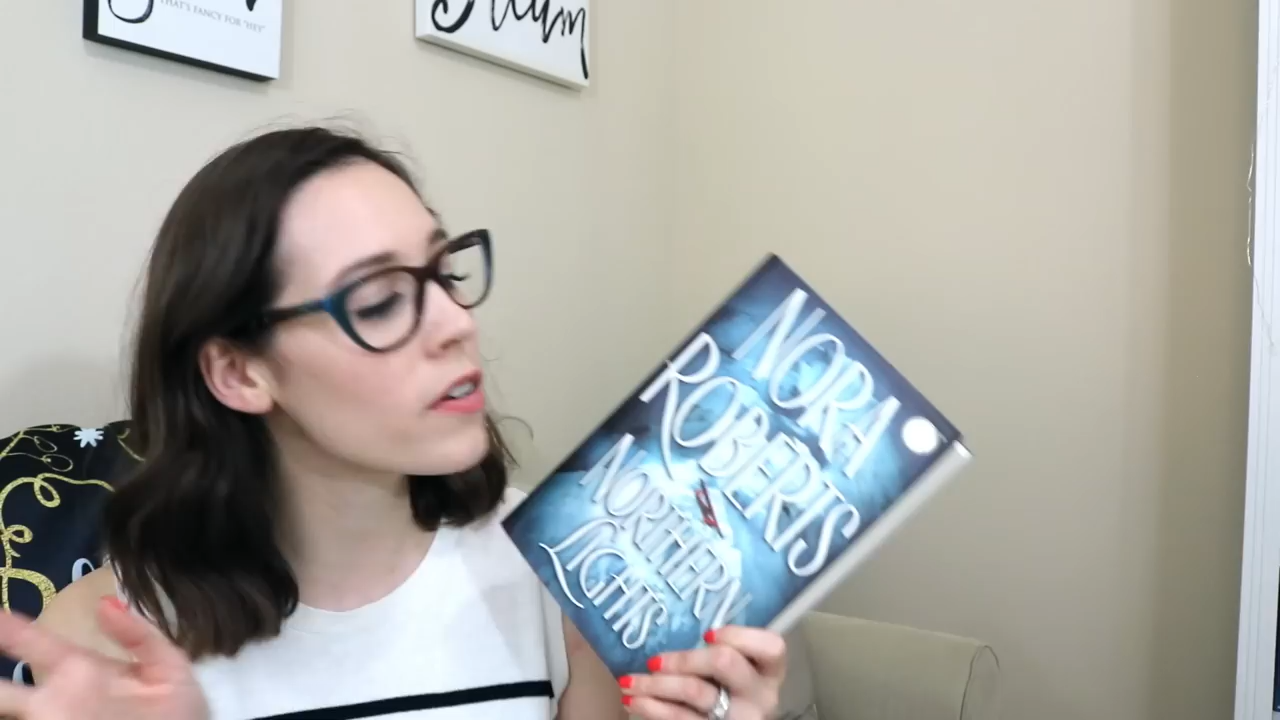 THAT'S FANCY FOR "HEY"
Dream
NORA
ROBERTS
NORTHERN
LIGHTS